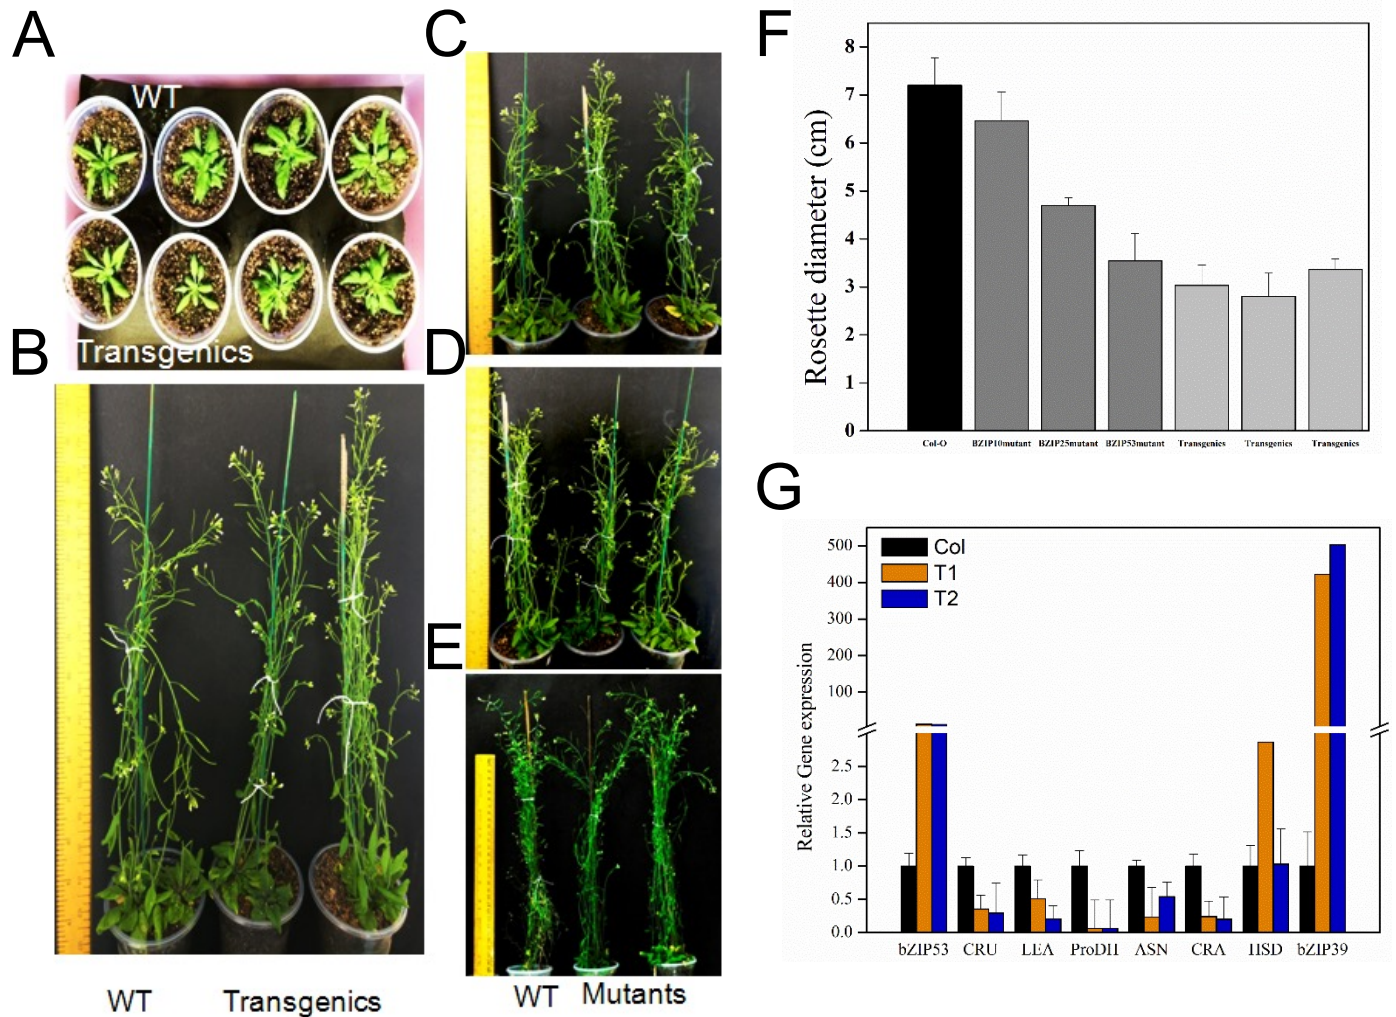 A
WT
Transgenics
B
WT
Transgenics
C
D
E
WT
Mutants
F
Rosette diameter (cm)
8
7
6
5
4
3
2
1
0
Col-O
BZIP10mutant
BZIP25mutant
BZIP53mutant
Transgenics
Transgenics
Transgenics
G
Relative Gene expression
500
400
300
200
100
2.5
2.0
1.5
1.0
0.5
0.0
Col
T1
T2
bZIP53
CRU
LEA
ProDH
ASN
CRA
HSD
bZIP39